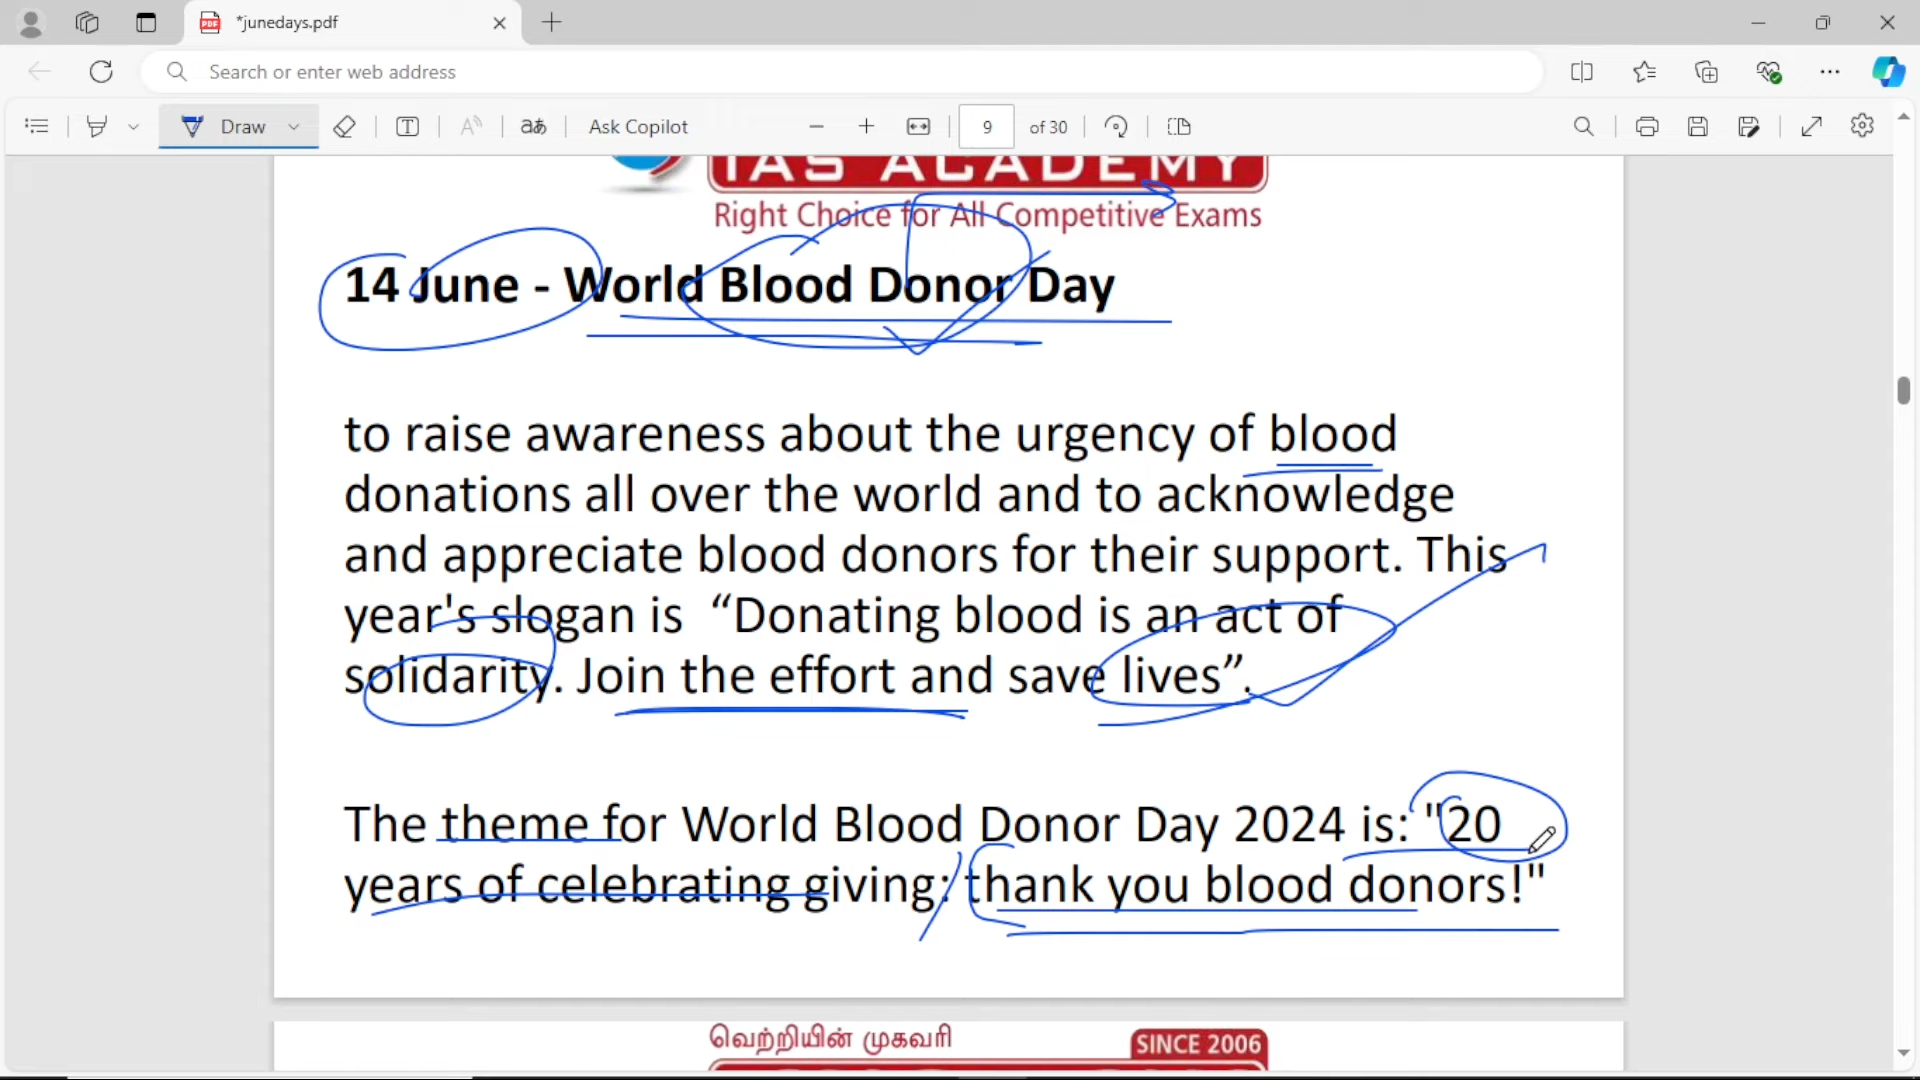 *junedays.pdf
Search or enter web address
Draw
Ask Copilot
9 of 30
IAS ACADEMY
Right Choice for All Competitive Exams
14 June - World Blood Donor Day
to raise awareness about the urgency of blood
donations all over the world and to acknowledge
and appreciate blood donors for their support. This
year's slogan is “Donating blood is an act of
solidarity. Join the effort and save lives”.
The theme for World Blood Donor Day 2024 is: "20
years of celebrating giving: thank you blood donors!"
வெற்றியின் முகவரி
SINCE 2006